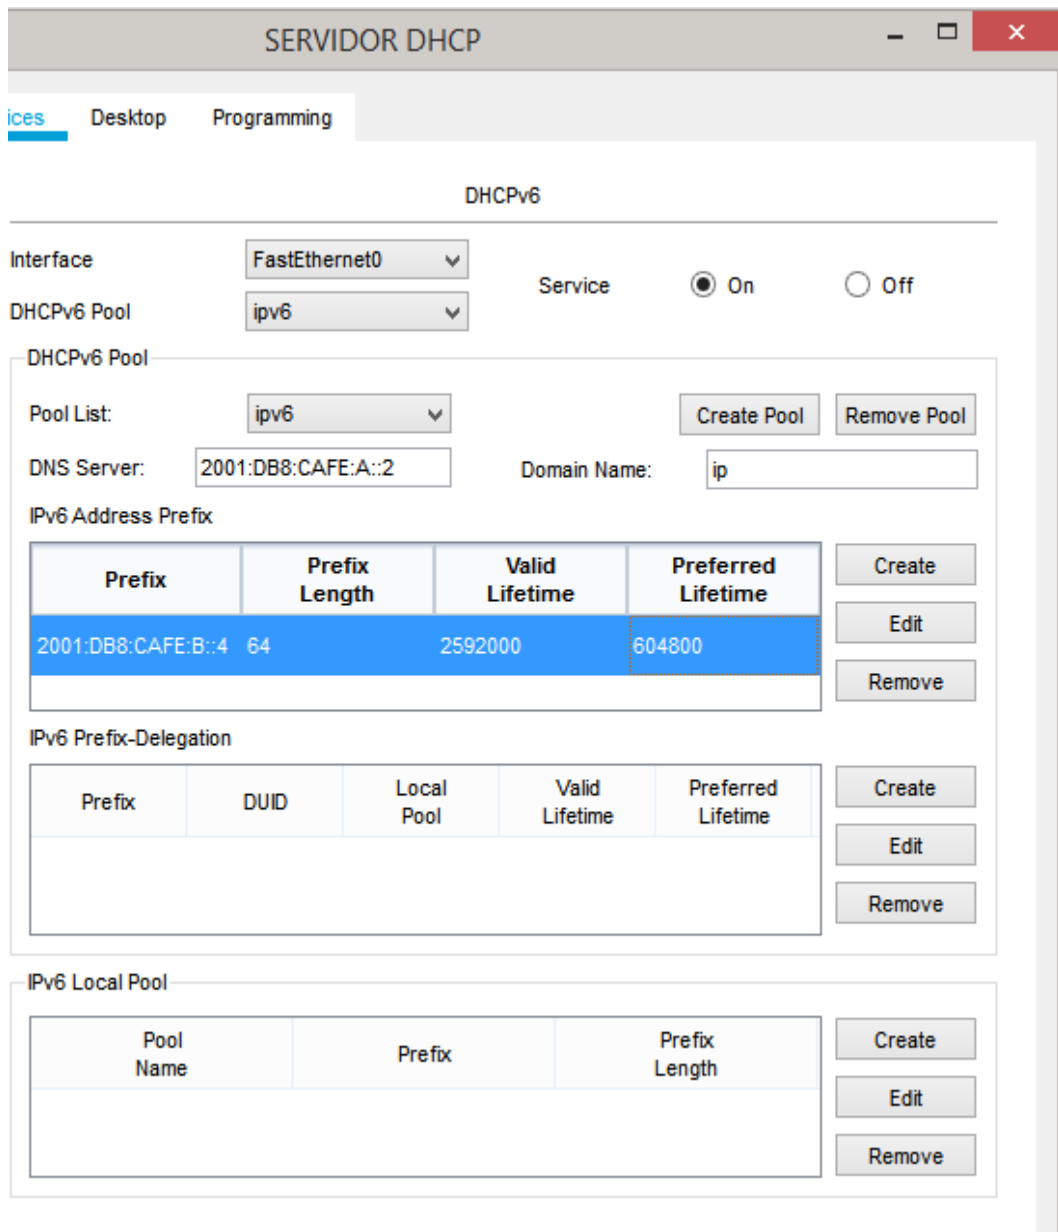 SERVIDOR DHCP
ices Desktop Programming
DHCPv6
Interface FastEthernet0
Service On Off
DHCPv6 Pool ipv6
DHCPv6 Pool
Pool List: ipv6 Create Pool Remove Pool
DNS Server: 2001:DB8:CAFE:A::2 Domain Name: ip
IPv6 Address Prefix
Prefix Prefix Length Valid Lifetime Preferred Lifetime
Create
2001:DB8:CAFE:B::4 64 2592000 604800
Edit
Remove
IPv6 Prefix-Delegation
Prefix DUID Local Pool Valid Lifetime Preferred Lifetime
Create
Edit
Remove
IPv6 Local Pool
Pool Name Prefix Prefix Length
Create
Edit
Remove